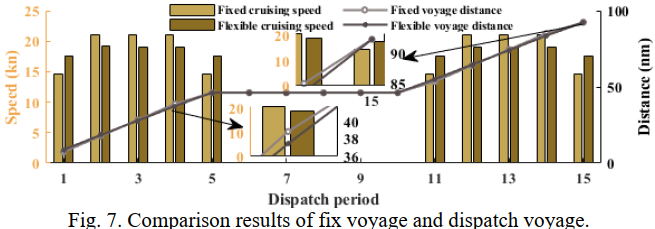 Fixed cruising speed
Fixed voyage distance
Flexible cruising speed
Flexible voyage distance
Speed (kn)
25
20
15
10
5
0
Distance (nm)
100
50
0
20
10
0
90
85
15
20
10
0
40
38
36
1 3 5 7 9 11 13 15
Dispatch period
Fig. 7. Comparison results of fix voyage and dispatch voyage.